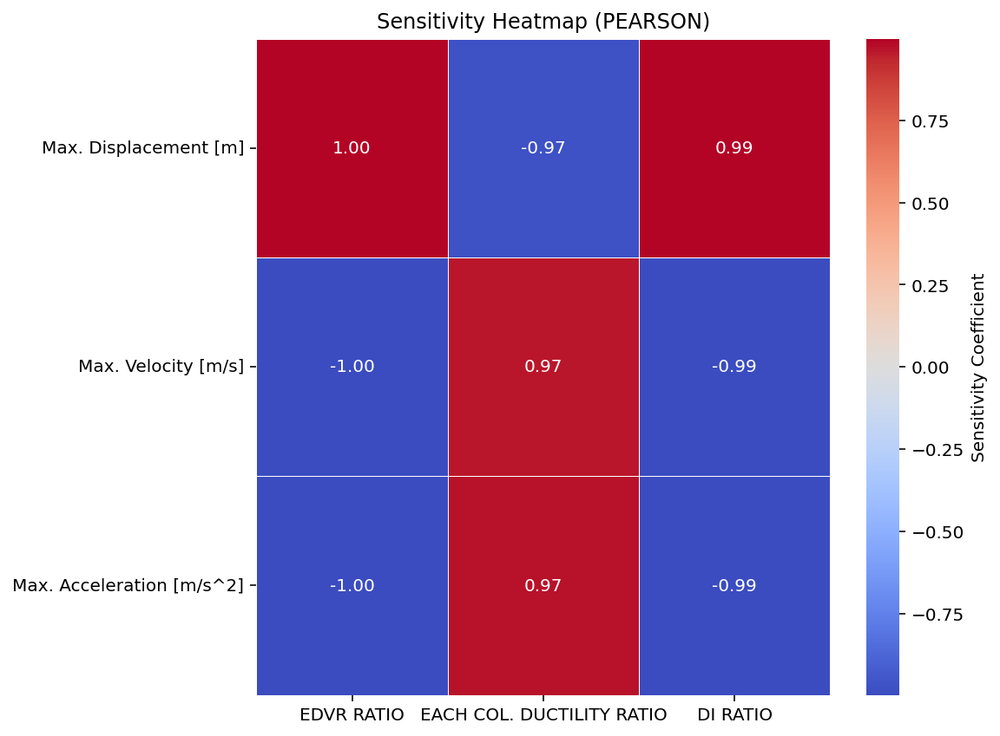 Sensitivity Heatmap (PEARSON)
Max. Displacement [m]
1.00
-0.97
0.99
Max. Velocity [m/s]
-1.00
0.97
-0.99
Max. Acceleration [m/s^2]
-1.00
0.97
-0.99
EDVR RATIO
EACH COL. DUCTILITY RATIO
DI RATIO
0.75
0.50
0.25
0.00
−0.25
−0.50
−0.75
Sensitivity Coefficient